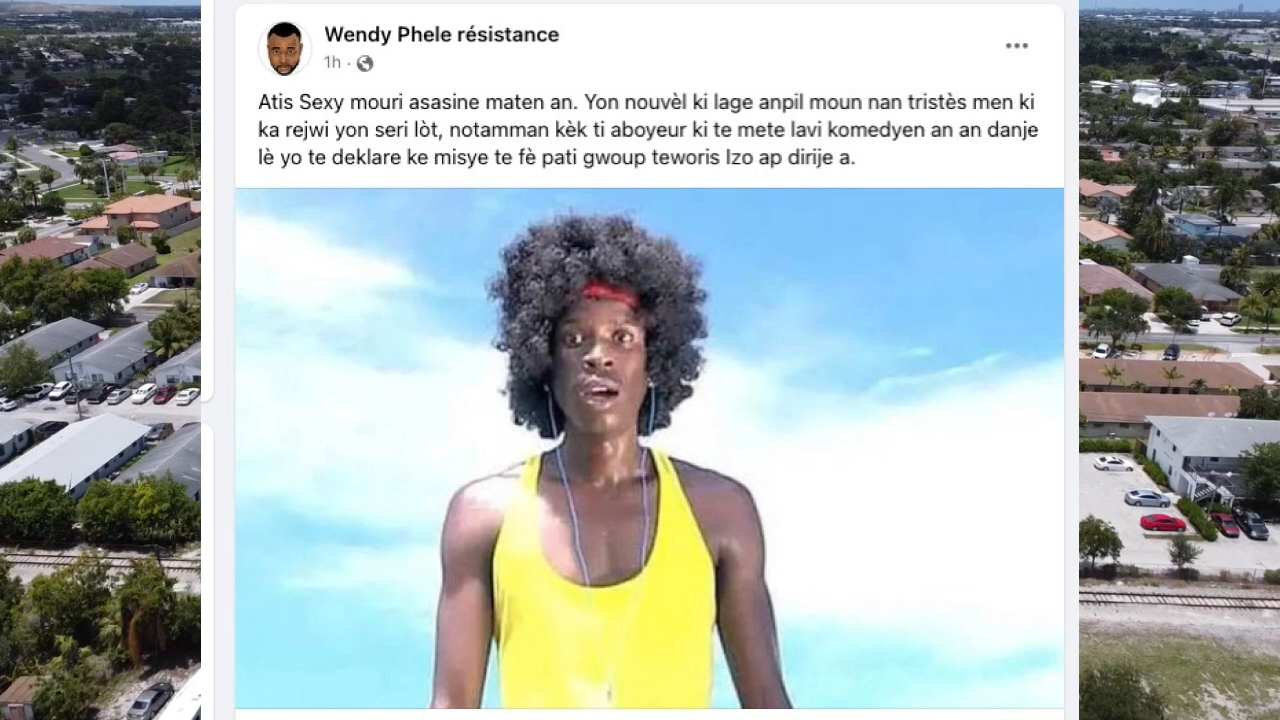 Wendy Phele résistance
1h ·
Atis Sexy mouri asasine maten an. Yon nouvèl ki lage anpil moun nan tristès men ki
ka rejwi yon seri lòt, notamman kèk ti aboyeur ki te mete lavi komedyen an an danje
lè yo te deklare ke misye te fè pati gwoup teworis Izo ap dirije a.